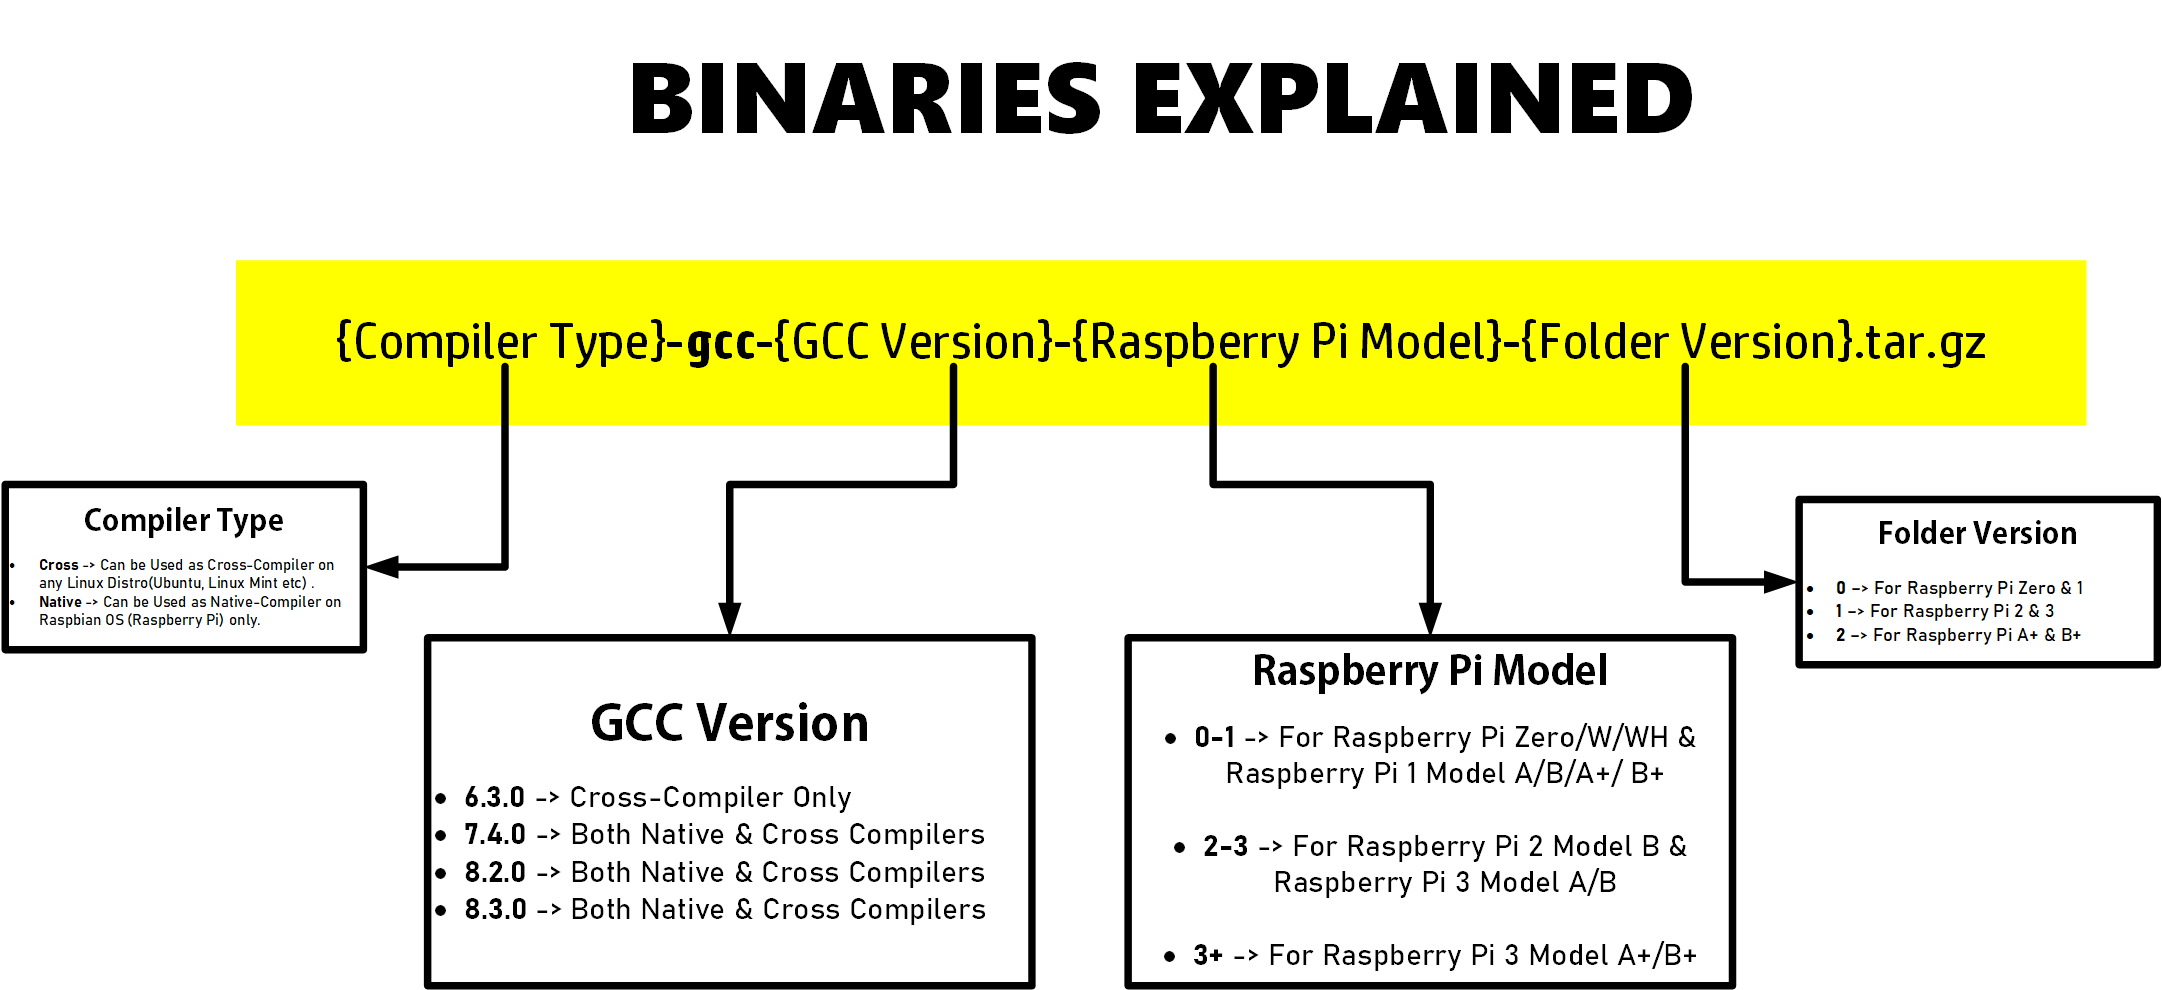 BINARIES EXPLAINED
{Compiler Type}-gcc-{GCC Version}-{Raspberry Pi Model}-{Folder Version}.tar.gz
Compiler Type
• Cross -> Can be Used as Cross-Compiler on
any Linux Distro(Ubuntu, Linux Mint etc) .
• Native -> Can be Used as Native-Compiler on
Raspbian OS (Raspberry Pi) only.
GCC Version
• 6.3.0 -> Cross-Compiler Only
• 7.4.0 -> Both Native & Cross Compilers
• 8.2.0 -> Both Native & Cross Compilers
• 8.3.0 -> Both Native & Cross Compilers
Raspberry Pi Model
• 0-1 -> For Raspberry Pi Zero/W/WH &
Raspberry Pi 1 Model A/B/A+/ B+
• 2-3 -> For Raspberry Pi 2 Model B &
Raspberry Pi 3 Model A/B
• 3+ -> For Raspberry Pi 3 Model A+/B+
Folder Version
• 0 –> For Raspberry Pi Zero & 1
• 1 –> For Raspberry Pi 2 & 3
• 2 –> For Raspberry Pi A+ & B+